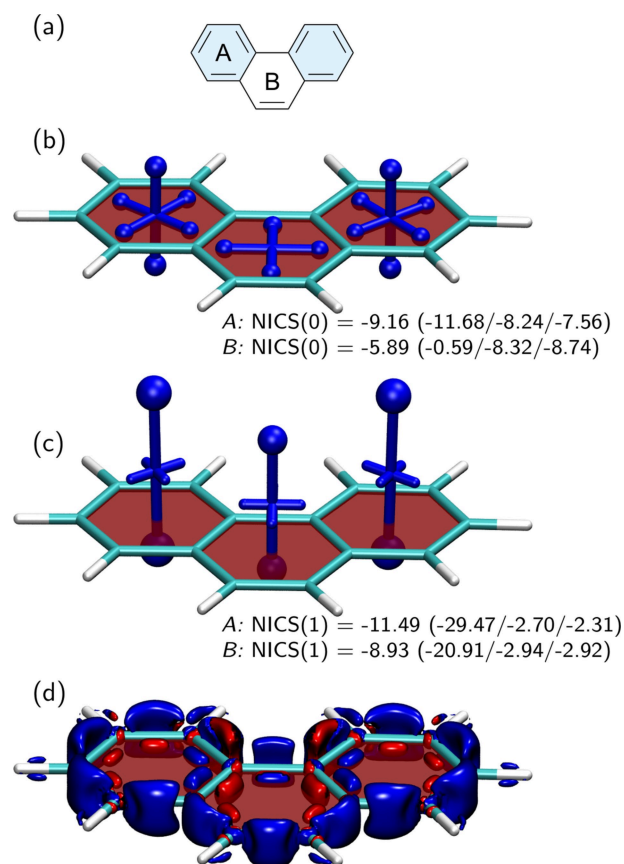 (a)
A
B
(b)
A: NICS(0) = -9.16 (-11.68/-8.24/-7.56)
B: NICS(0) = -5.89 (-0.59/-8.32/-8.74)
(c)
A: NICS(1) = -11.49 (-29.47/-2.70/-2.31)
B: NICS(1) = -8.93 (-20.91/-2.94/-2.92)
(d)